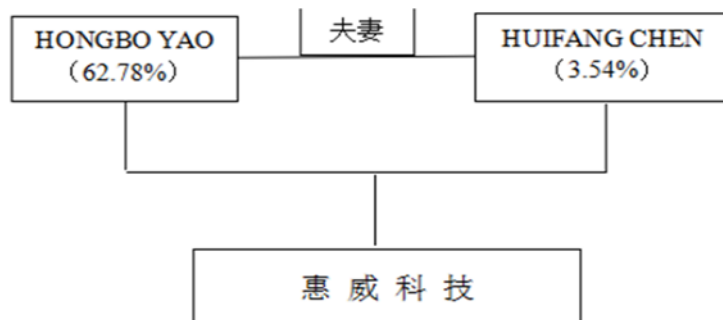 HONGBO YAO
（62.78%）
夫妻
HUIFANG CHEN
（3.54%）
惠 威 科 技